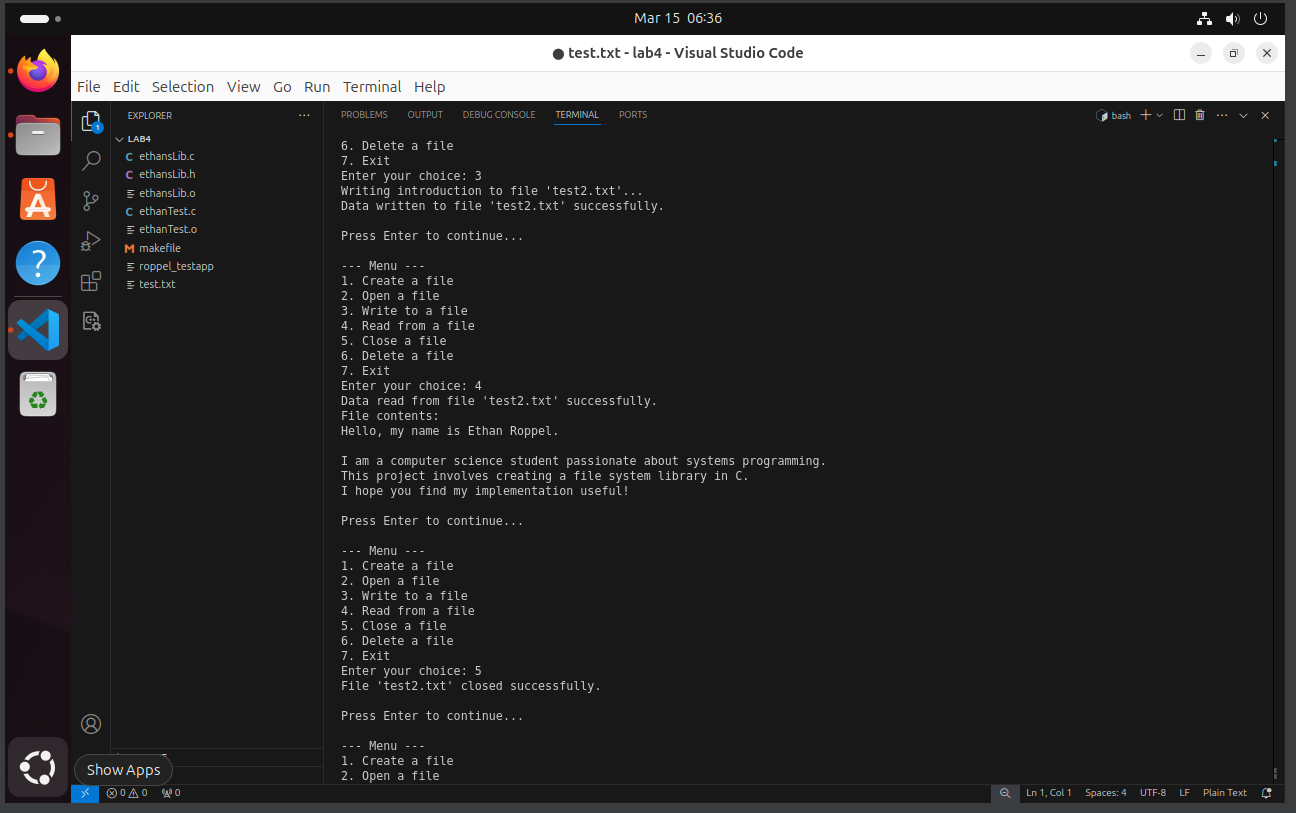 Mar 15 06:36
● test.txt - lab4 - Visual Studio Code
File Edit Selection View Go Run Terminal Help
EXPLORER
LAB4
ethansLib.c
ethansLib.h
ethansLib.o
ethanTest.c
ethanTest.o
makefile
roppel_testapp
test.txt
PROBLEMS OUTPUT DEBUG CONSOLE TERMINAL PORTS
bash
6. Delete a file
7. Exit
Enter your choice: 3
Writing introduction to file 'test2.txt'...
Data written to file 'test2.txt' successfully.
Press Enter to continue...
--- Menu ---
1. Create a file
2. Open a file
3. Write to a file
4. Read from a file
5. Close a file
6. Delete a file
7. Exit
Enter your choice: 4
Data read from file 'test2.txt' successfully.
File contents:
Hello, my name is Ethan Roppel.
I am a computer science student passionate about systems programming.
This project involves creating a file system library in C.
I hope you find my implementation useful!
Press Enter to continue...
--- Menu ---
1. Create a file
2. Open a file
3. Write to a file
4. Read from a file
5. Close a file
6. Delete a file
7. Exit
Enter your choice: 5
File 'test2.txt' closed successfully.
Press Enter to continue...
--- Menu ---
1. Create a file
2. Open a file
Show Apps
0 0 0
Ln 1, Col 1 Spaces: 4 UTF-8 LF Plain Text